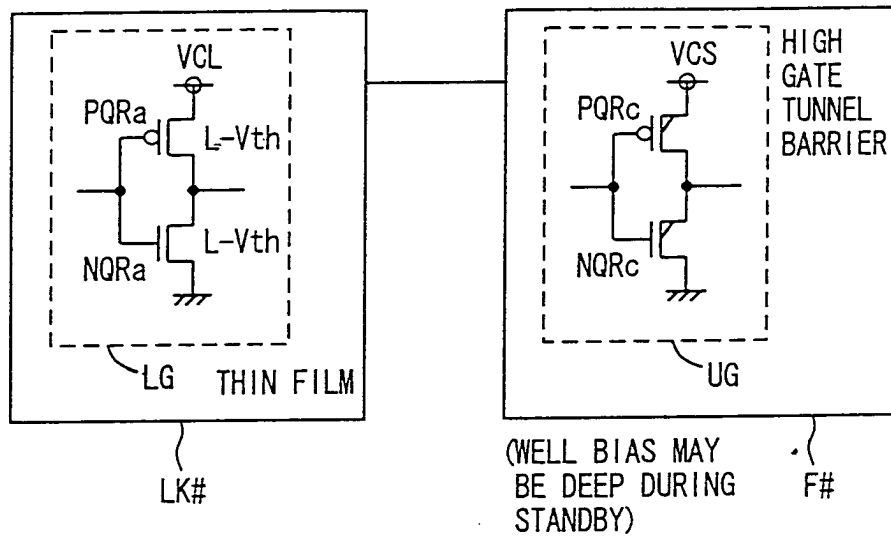 VCL
PQRa
L-Vth
L-Vth
NQRa
LG
THIN FILM
LK#
VCS
PQRc
NQRc
UG
HIGH
GATE
TUNNEL
BARRIER
F#
(WELL BIAS MAY
BE DEEP DURING
STANDBY)